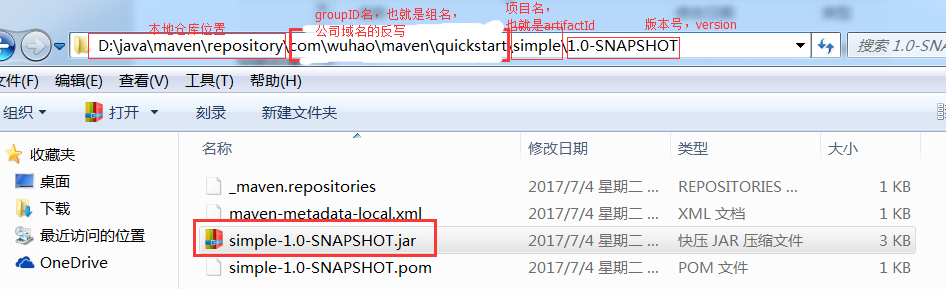 本地仓库位置
groupID名，也就是组名，
公司域名的反写
项目名，
也就是artifactId
版本号，version
D:\java\maven\repository\com\wuhao\maven\quickstart\simple\1.0-SNAPSHOT
搜索 1.0-SNA
文件(F) 编辑(E) 查看(V) 工具(T) 帮助(H)
组织 打开 刻录 新建文件夹
收藏夹
桌面
下载
最近访问的位置
OneDrive
名称 修改日期 类型 大小
_maven.repositories 2017/7/4 星期二 ... REPOSITORIES ... 1 KB
maven-metadata-local.xml 2017/7/4 星期二 ... XML 文档 1 KB
simple-1.0-SNAPSHOT.jar 2017/7/4 星期二 ... 快压 JAR 压缩文件 3 KB
simple-1.0-SNAPSHOT.pom 2017/7/4 星期二 ... POM 文件 1 KB